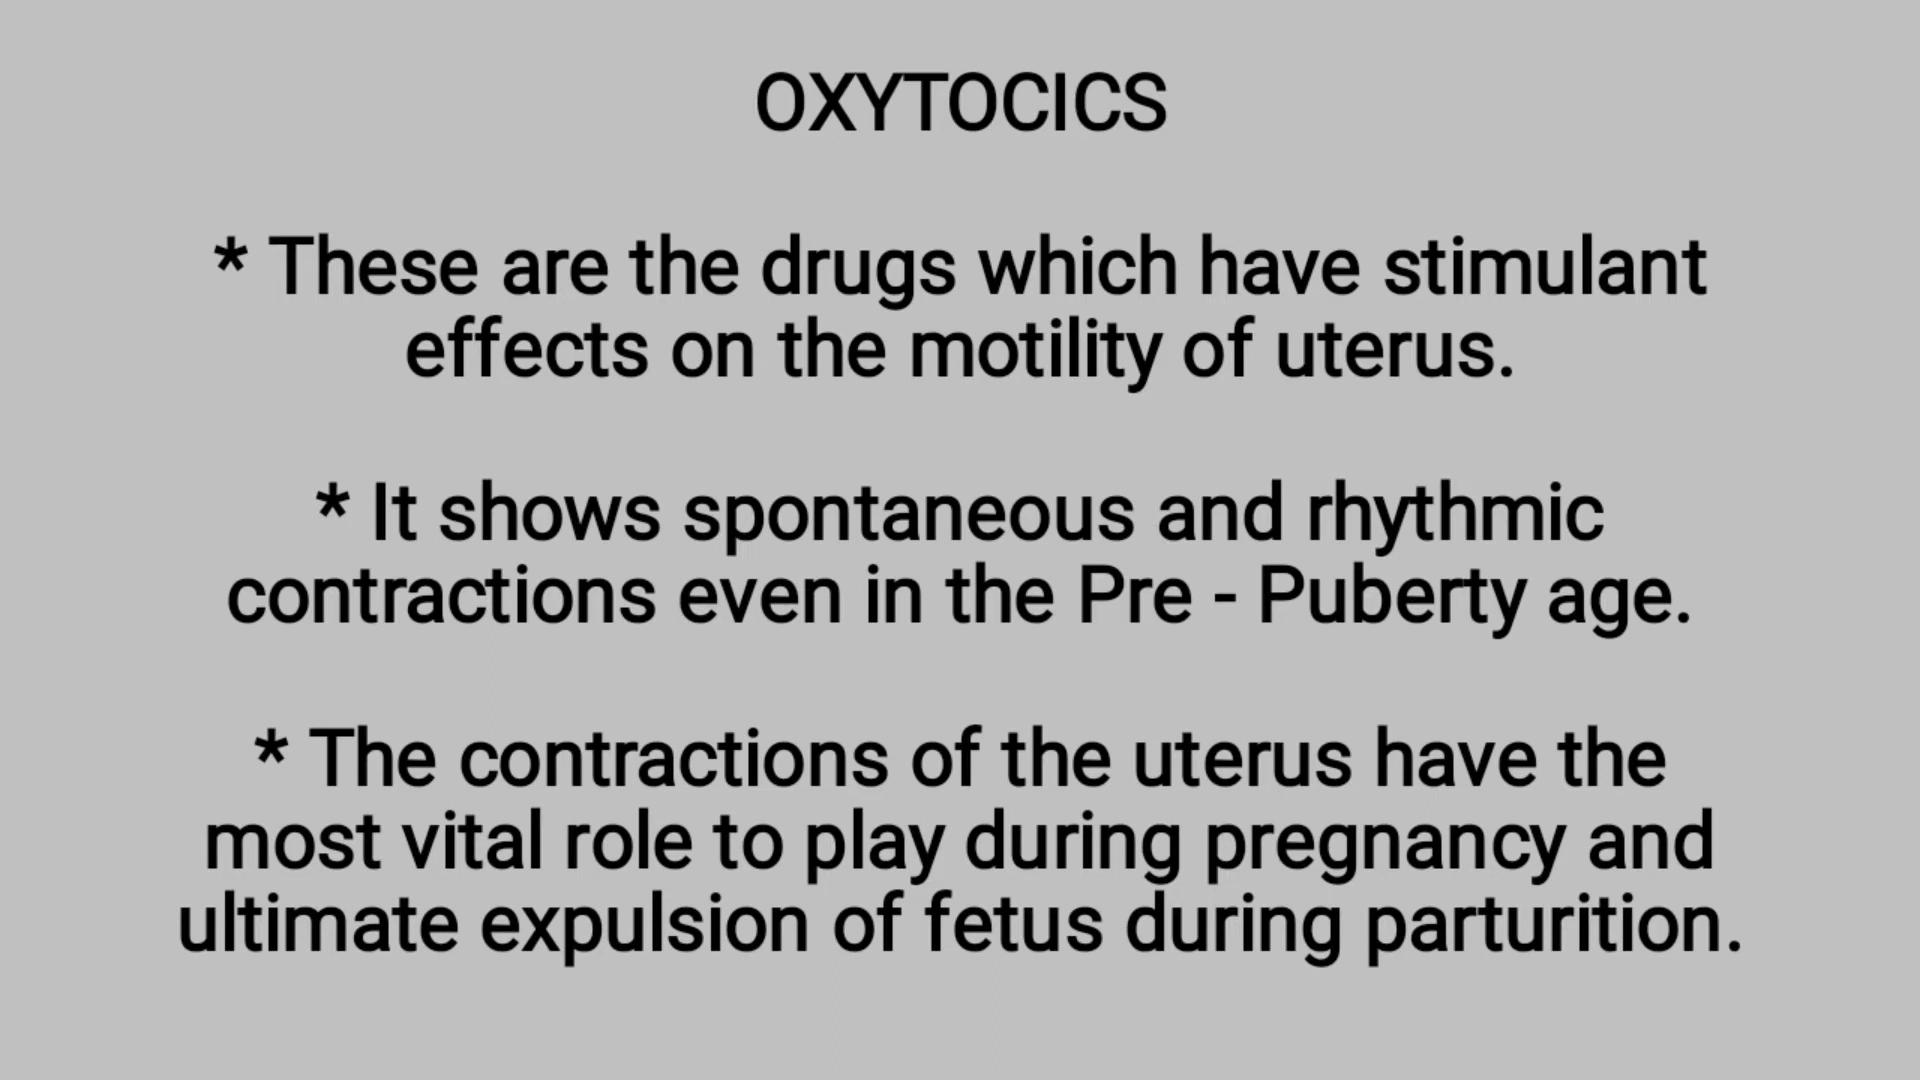 OXYTOCICS
* These are the drugs which have stimulant
effects on the motility of uterus.
* It shows spontaneous and rhythmic
contractions even in the Pre - Puberty age.
* The contractions of the uterus have the
most vital role to play during pregnancy and
ultimate expulsion of fetus during parturition.